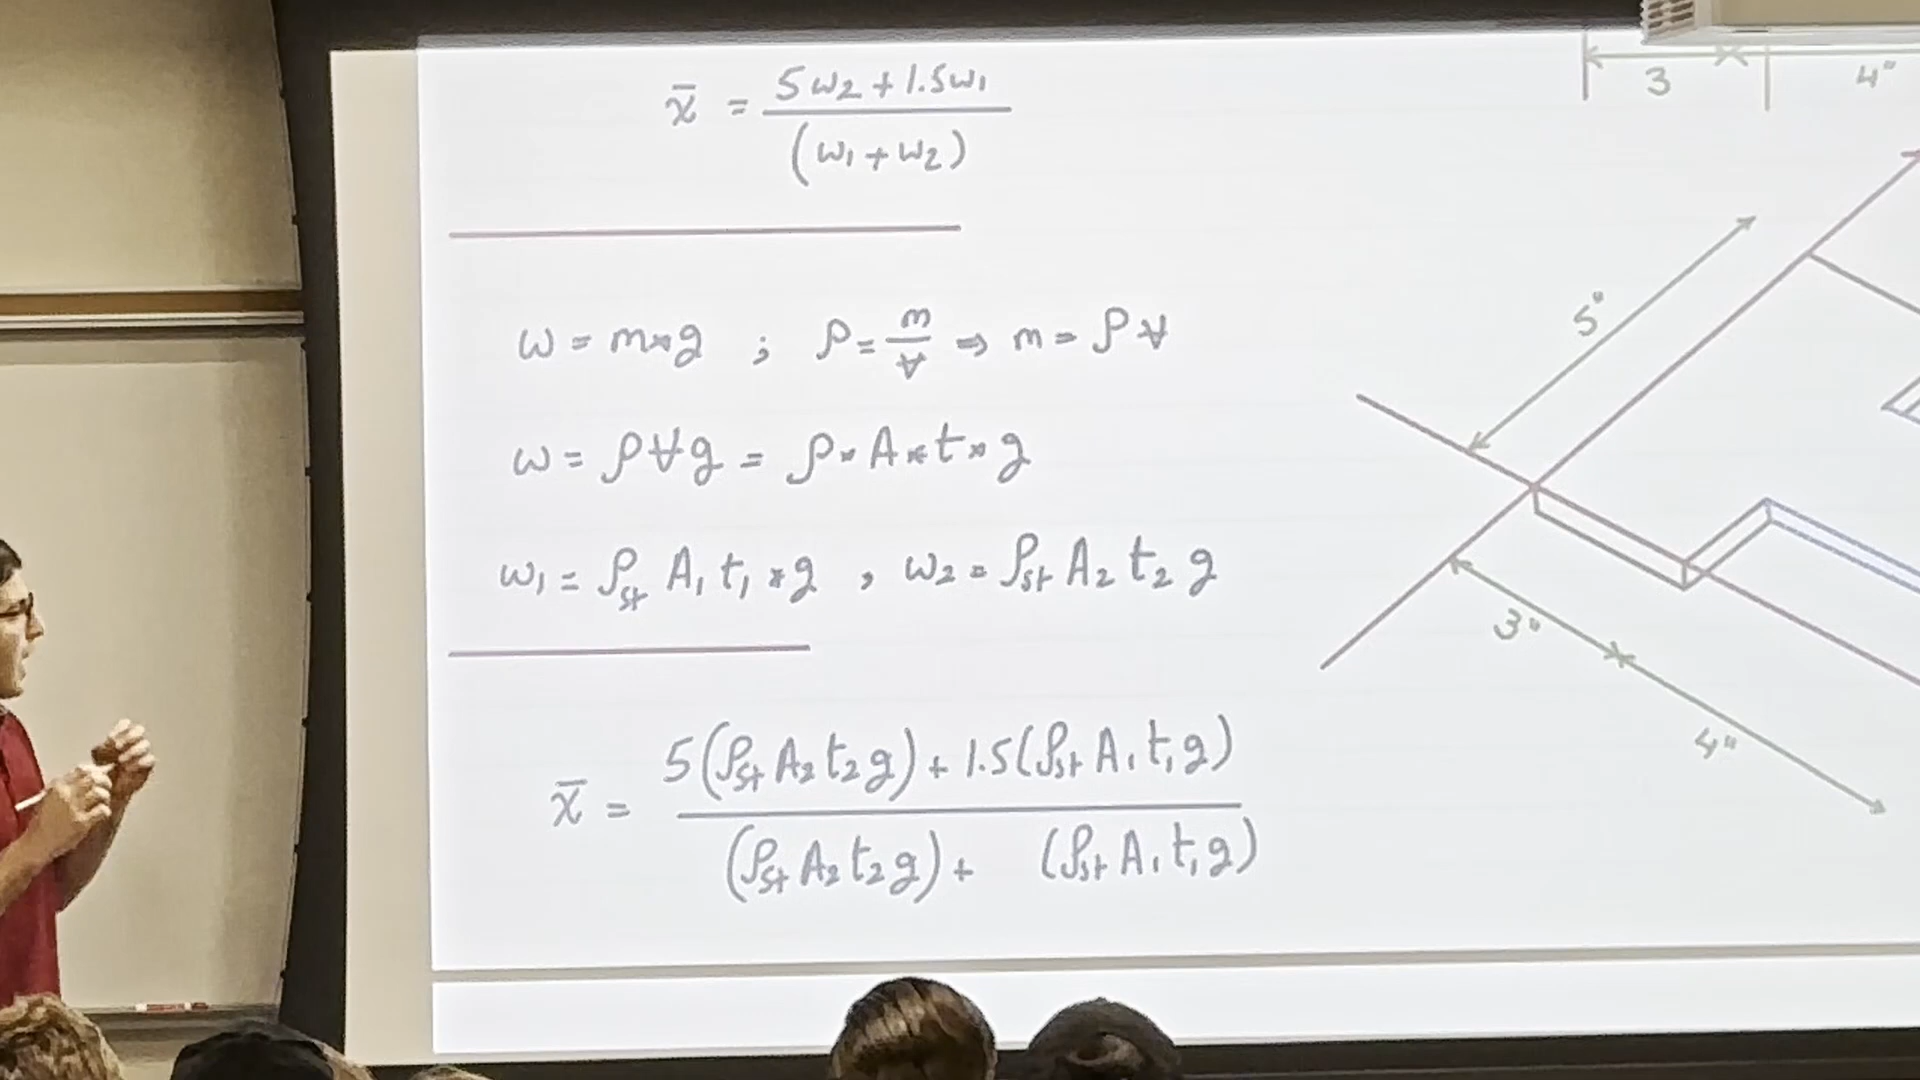 x̄ = (5w2 + 1.5w1) / (w1 + w2)
3 4"
w = m*g ; ρ = m/V ⇒ m = ρV
w = ρVg = ρ*A*t*g
w1 = ρst A1 t1 *g , w2 = ρst A2 t2 g
x̄ = (5(ρst A2 t2 g) + 1.5(ρst A1 t1 g)) / ((ρst A2 t2 g) + (ρst A1 t1 g))
5"
3"
4"